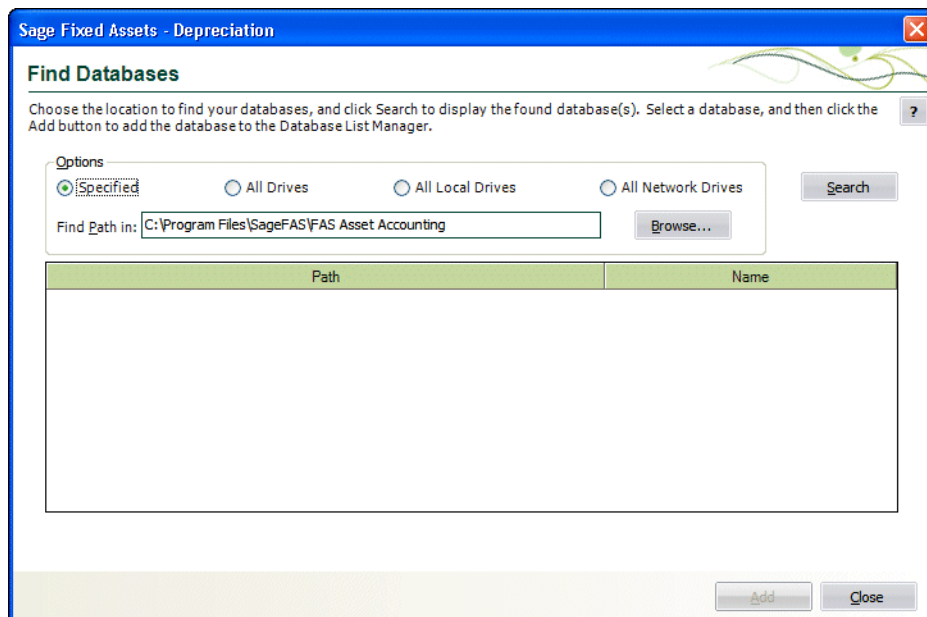 Sage Fixed Assets - Depreciation
Find Databases
Choose the location to find your databases, and click Search to display the found database(s). Select a database, and then click the
Add button to add the database to the Database List Manager.
?
Options
Specified All Drives All Local Drives All Network Drives Search
Find Path in: C:\Program Files\SageFAS\FAS Asset Accounting Browse...
Path Name
Add Close